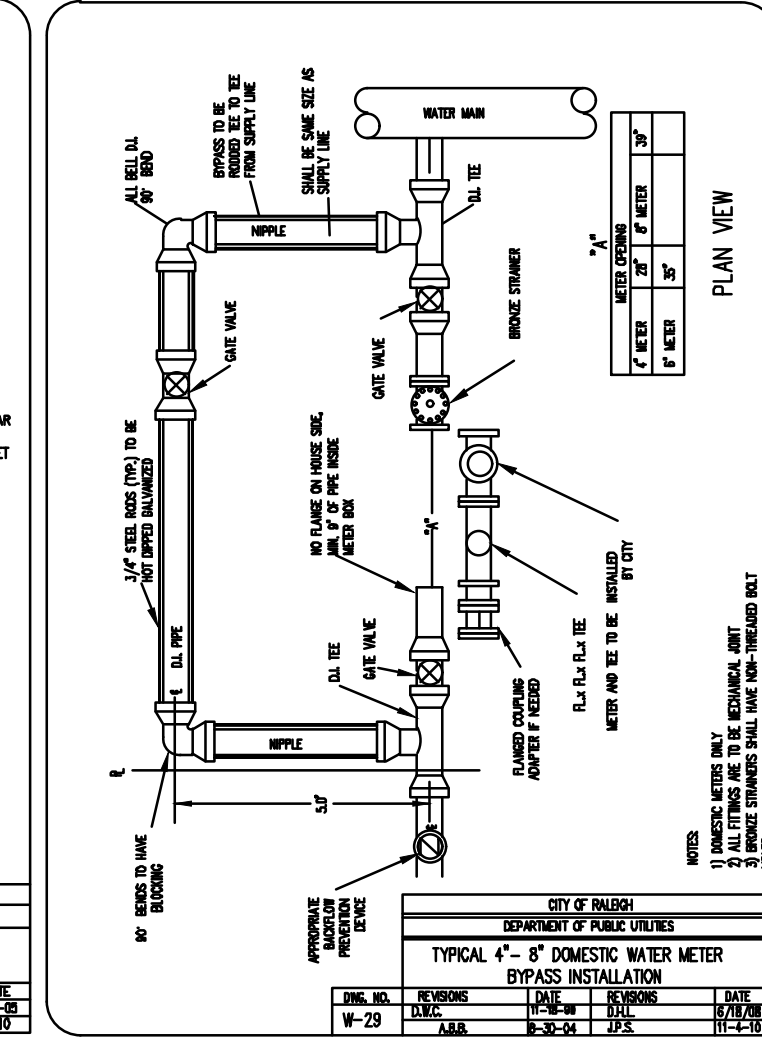 ALL BELL D.I.
90° BEND
BYPASS TO BE
RODDED TEE TO TEE
FROM SUPPLY LINE
SHALL BE SAME SIZE AS
SUPPLY LINE
WATER MAIN
NIPPLE
D.I. TEE
GATE VALVE
GATE VALVE
BRONZE STRAINER
"A"
METER OPENING
4" METER 28" 8" METER 39"
6" METER 35"
PLAN VIEW
3/4" STEEL RODS (TYP.) TO BE
HOT DIPPED GALVANIZED
NO FLANGE ON HOUSE SIDE,
MIN. 9" OF PIPE INSIDE
METER BOX
"A"
D.I. PIPE
D.I. TEE
GATE VALVE
FLANGED COUPLING
ADAPTER IF NEEDED
FL.x FL.x FL.x TEE
METER AND TEE TO BE INSTALLED
BY CITY
NIPPLE
5.0'
90° BENDS TO HAVE
BLOCKING
APPROPRIATE
BACKFLOW
PREVENTION
DEVICE
NOTES:
1) DOMESTIC METERS ONLY
2) ALL FITTINGS ARE TO BE MECHANICAL JOINT
3) BRONZE STRAINERS SHALL HAVE NON-THREADED BOLT
CITY OF RALEIGH
DEPARTMENT OF PUBLIC UTILITIES
TYPICAL 4"- 8" DOMESTIC WATER METER
BYPASS INSTALLATION
DWG. NO. REVISIONS DATE REVISIONS DATE
W-29 D.W.C. 11-18-99 D.H.L. 6/18/08
A.B.B. 8-30-04 J.P.S. 11-4-10